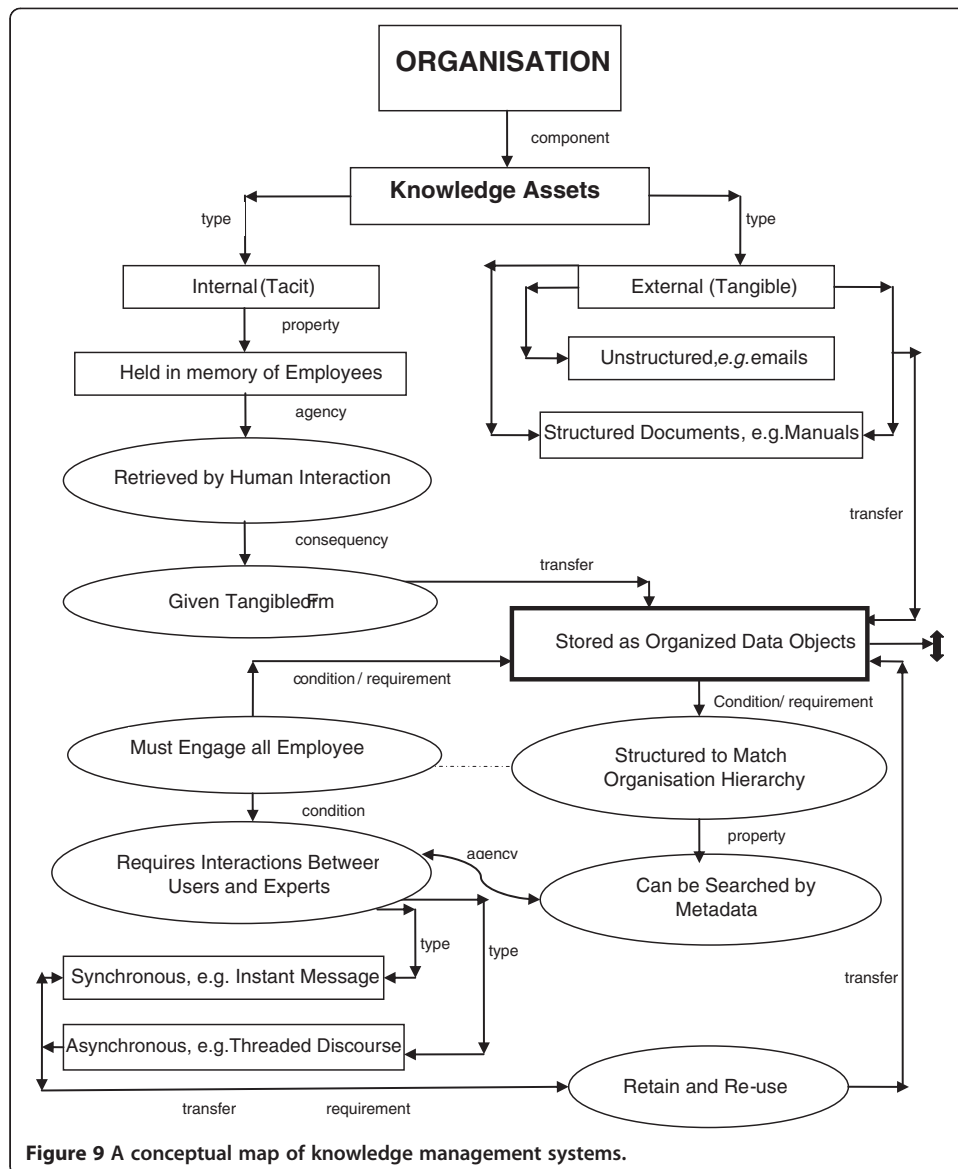 ORGANISATION
component
Knowledge Assets
type
type
Internal (Tacit)
External (Tangible)
property
Unstructured, e.g. emails
Held in memory of Employees
agency
Structured Documents, e.g. Manuals
Retrieved by Human Interaction
consequency
transfer
transfer
Given Tangibleor Fm
Stored as Organized Data Objects
condition / requirement
Condition/ requirement
Must Engage all Employee
Structured to Match
Organisation Hierarchy
condition
property
Requires Interactions Between
Users and Experts
agency
Can be Searched by
Metadata
type
type
Synchronous, e.g. Instant Message
transfer
Asynchronous, e.g. Threaded Discourse
Retain and Re-use
transfer requirement
Figure 9 A conceptual map of knowledge management systems.